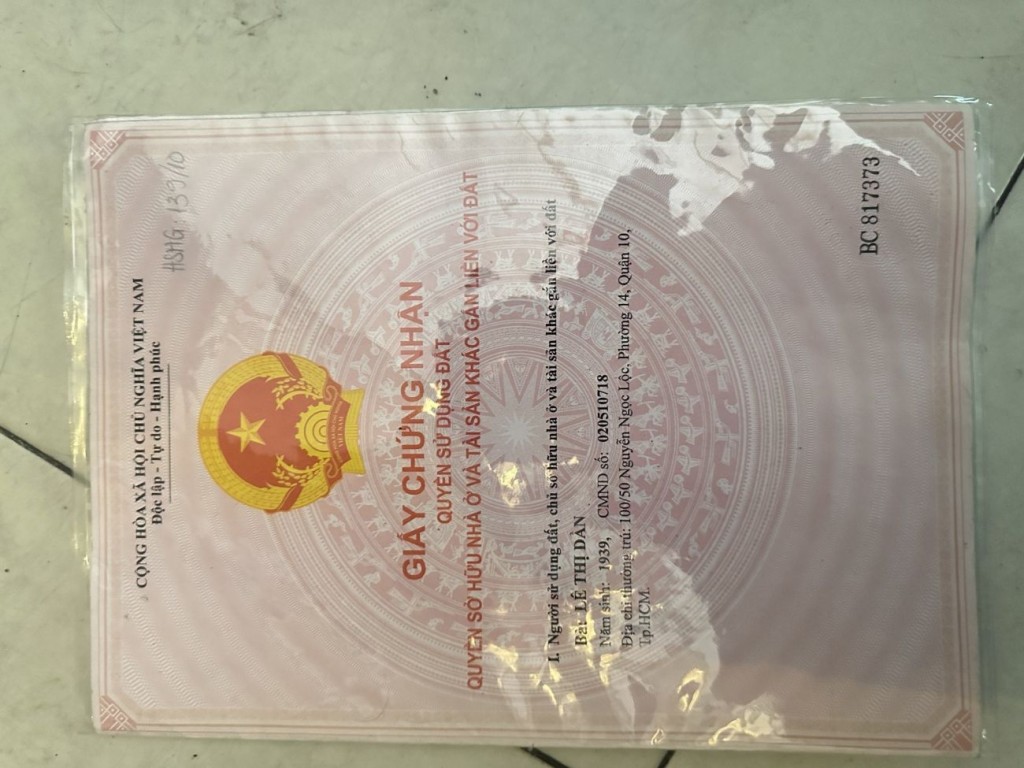 CỘNG HÒA XÃ HỘI CHỦ NGHĨA VIỆT NAM
Độc lập - Tự do - Hạnh phúc
HSHG: 139/10
GIẤY CHỨNG NHẬN
QUYỀN SỬ DỤNG ĐẤT
QUYỀN SỞ HỮU NHÀ Ở VÀ TÀI SẢN KHÁC GẮN LIỀN VỚI ĐẤT
I. Người sử dụng đất, chủ sở hữu nhà ở và tài sản khác gắn liền với đất
Bà: LÊ THỊ DÀN
Năm sinh: 1939, CMND số: 020510718
Địa chỉ thường trú: 100/50 Nguyễn Ngọc Lộc, Phường 14, Quận 10,
Tp.HCM.
BC 817373